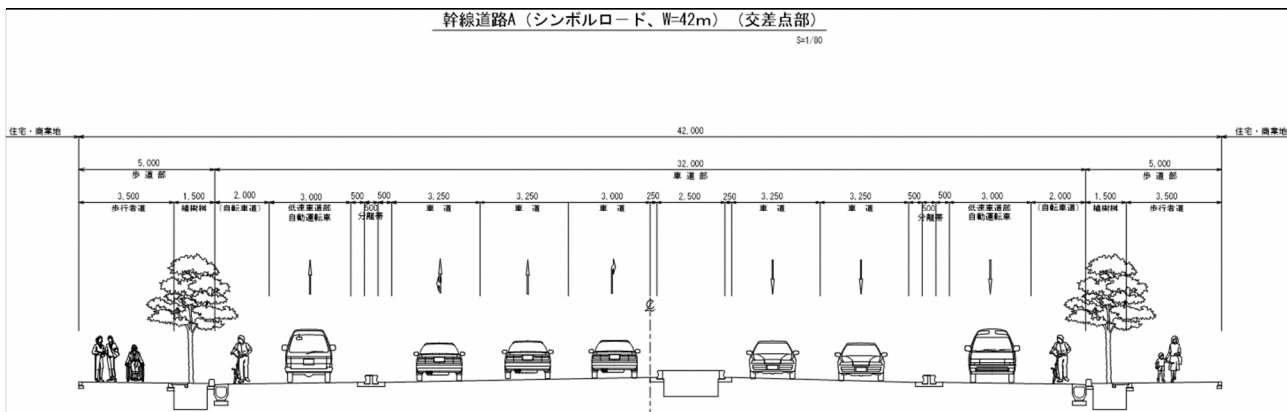 幹線道路A（シンボルロード、W=42m）（交差点部）
S=1/80
住宅・商業地
42,000
住宅・商業地
5,000
32,000
5,000
歩道部
車道部
歩道部
3,500
1,500
2,000
3,000
500
500
500
3,250
3,250
3,000
250
2,500
250
3,250
3,250
500
500
500
3,000
2,000
1,500
3,500
歩行者道
植樹桝
(自転車道)
低速車道部
自動運転車
分離帯
車道
車道
車道
車道
車道
分離帯
低速車道部
自動運転車
(自転車道)
植樹桝
歩行者道
℄